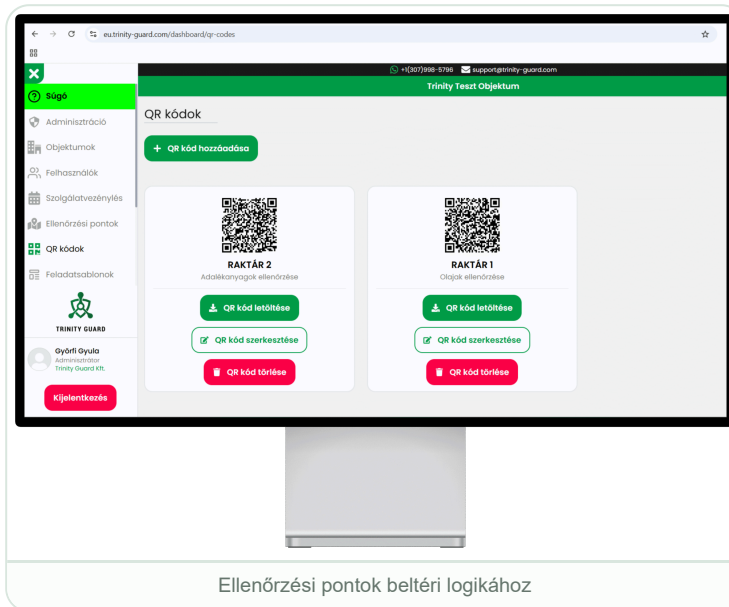 eu.trinity-guard.com/dashboard/qr-codes
+1(307)998-5796 support@trinity-guard.com
Trinity Teszt Objektum
Súgó
Adminisztráció
Objektumok
Felhasználók
Szolgálatvezénylés
Ellenőrzési pontok
QR kódok
Feladatsablonok
TRINITY GUARD
Győrfi Gyula
Adminisztrátor
Trinity Guard Kft.
Kijelentkezés
QR kódok
+ QR kód hozzáadása
RAKTÁR 2
Adalékanyagok ellenőrzése
QR kód letöltése
QR kód szerkesztése
QR kód törlése
RAKTÁR 1
Olajak ellenőrzése
QR kód letöltése
QR kód szerkesztése
QR kód törlése
Ellenőrzési pontok beltéri logikához